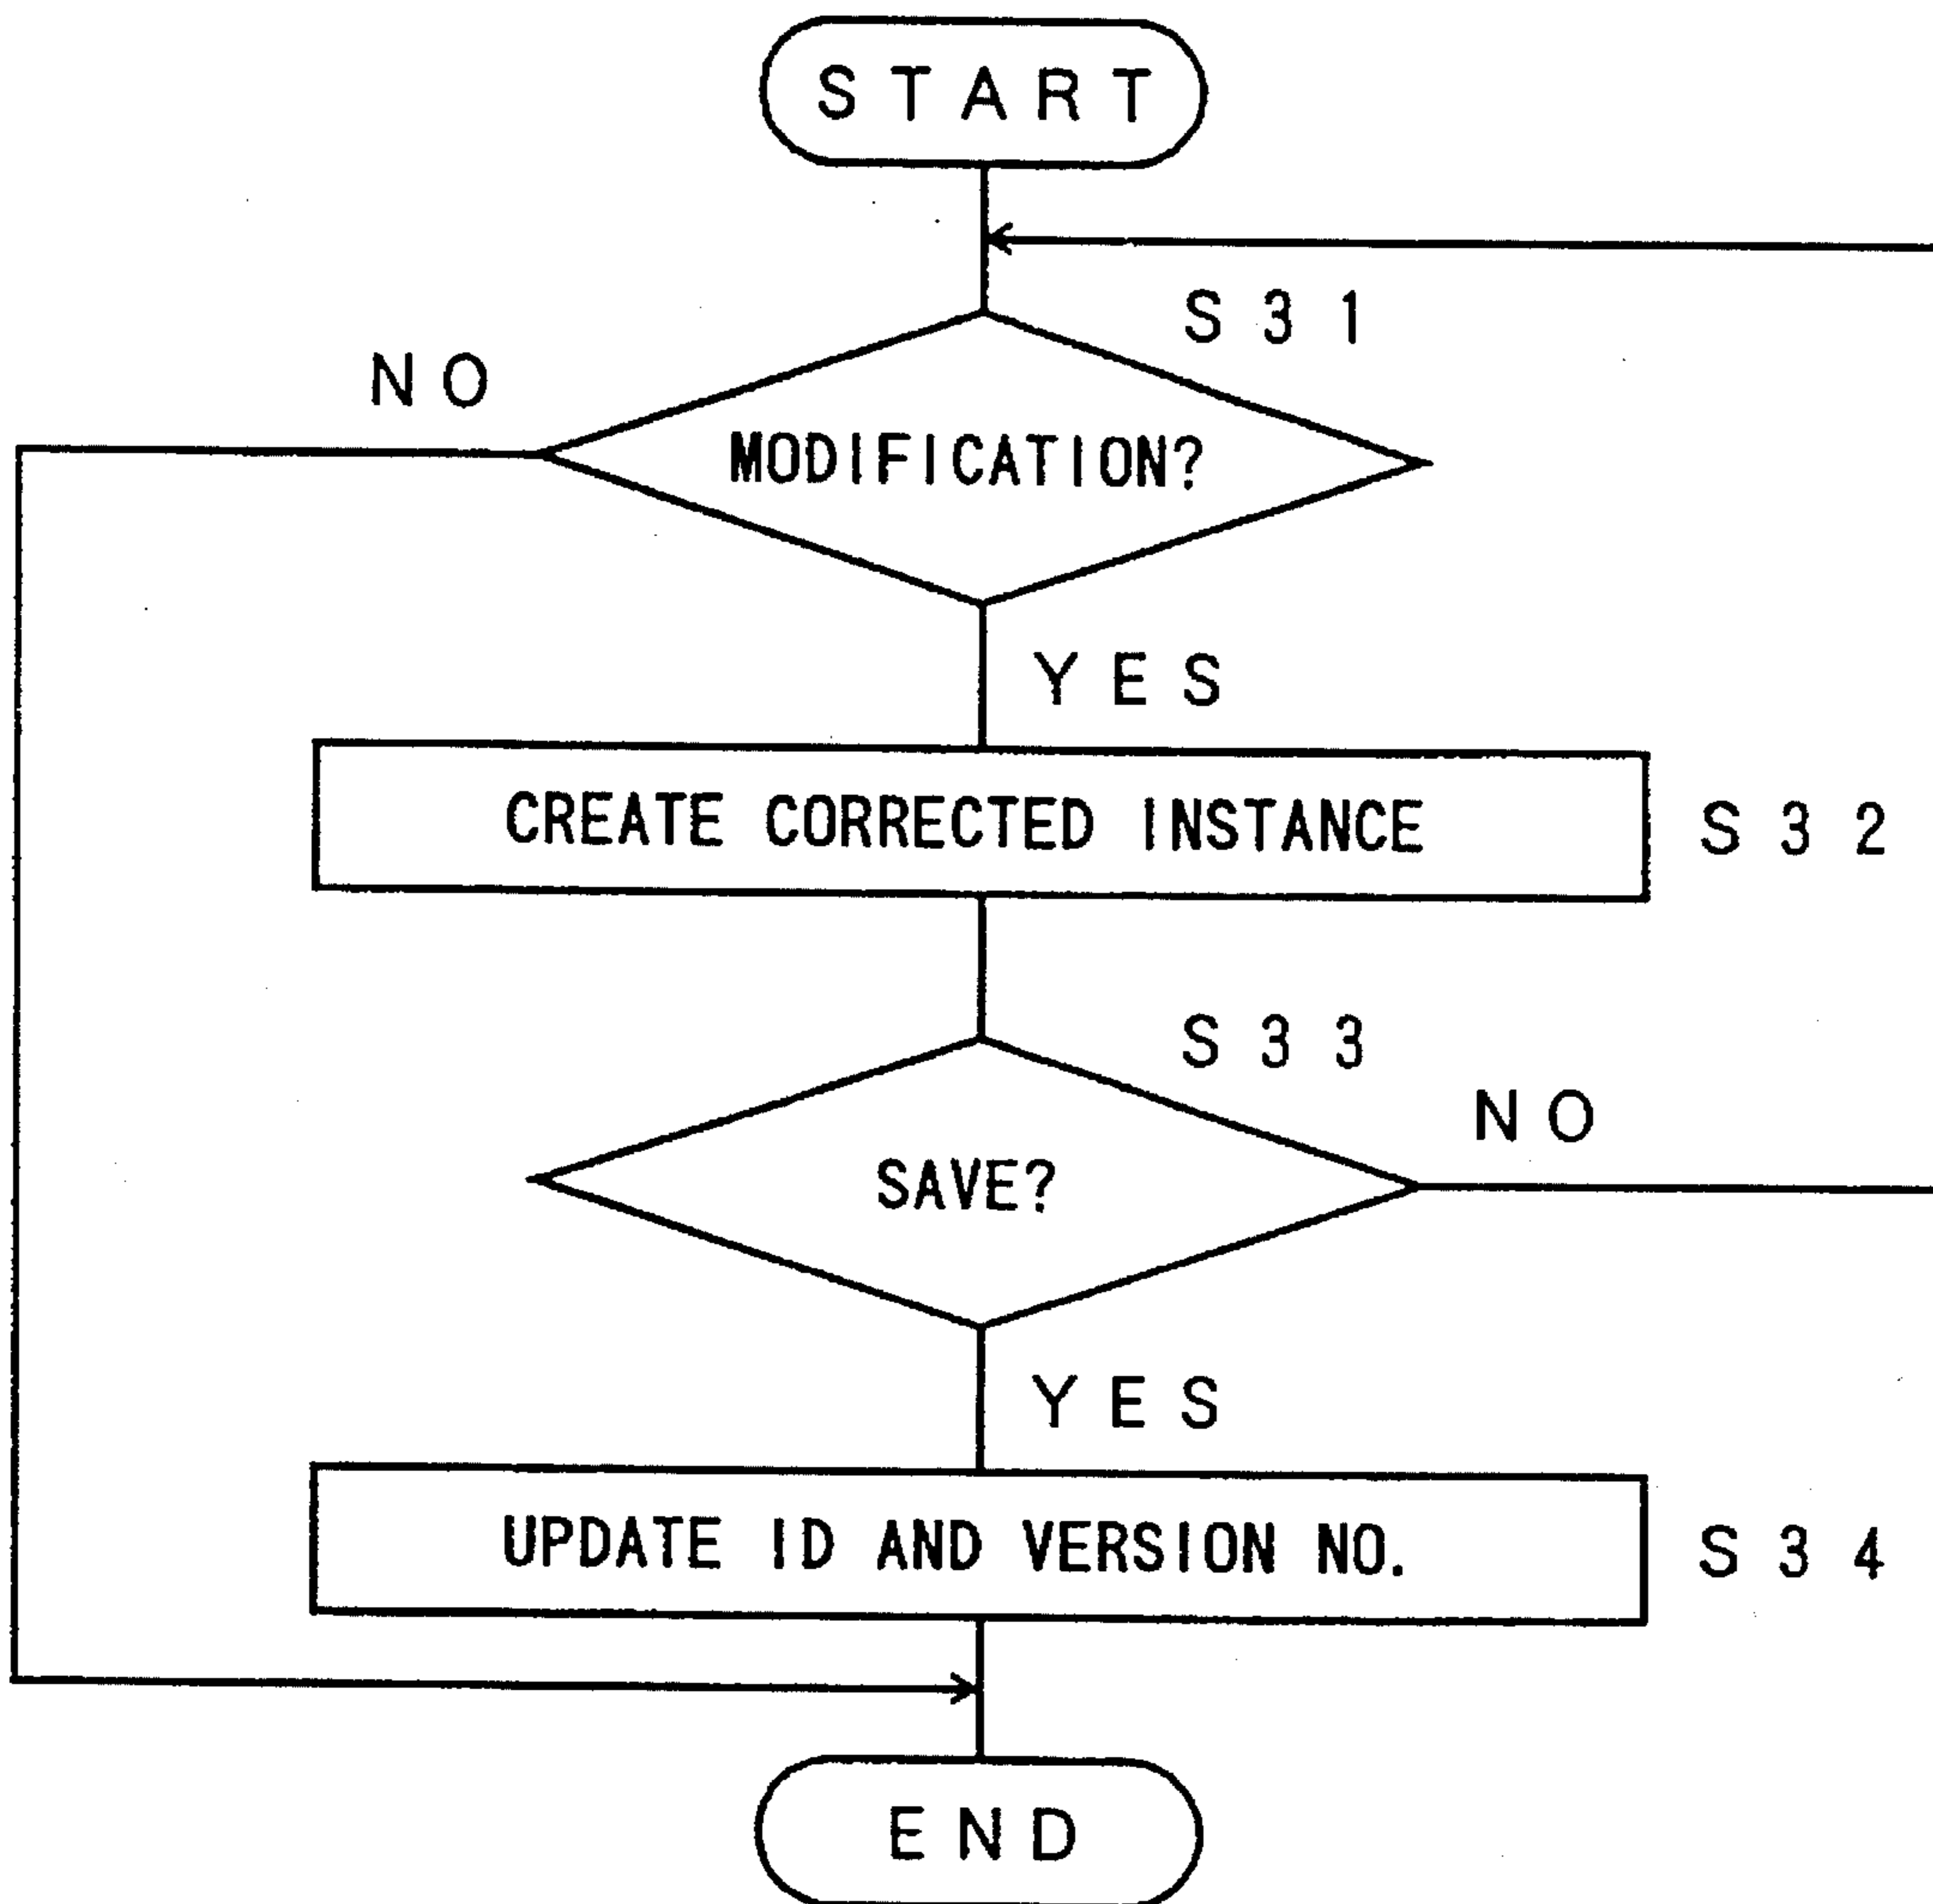 START
S31
NO
MODIFICATION?
YES
CREATE CORRECTED INSTANCE
S32
S33
NO
SAVE?
YES
UPDATE ID AND VERSION NO.
S34
END